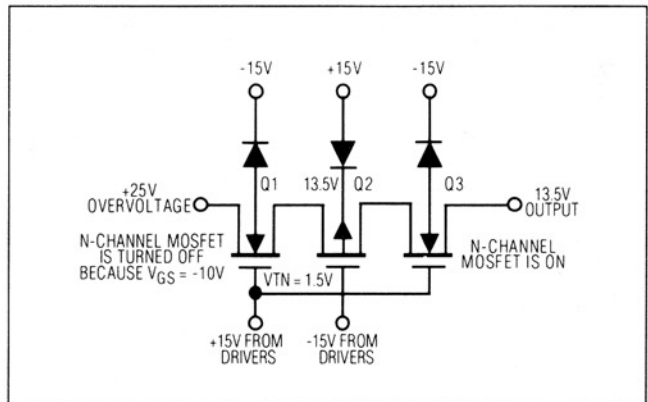 -15V +15V -15V
Q1 13.5V Q2 Q3
+25V
OVERVOLTAGE
13.5V
OUTPUT
N-CHANNEL MOSFET
IS TURNED OFF
BECAUSE VGS = -10V
N-CHANNEL
MOSFET IS ON
VTN = 1.5V
+15V FROM
DRIVERS
-15V FROM
DRIVERS